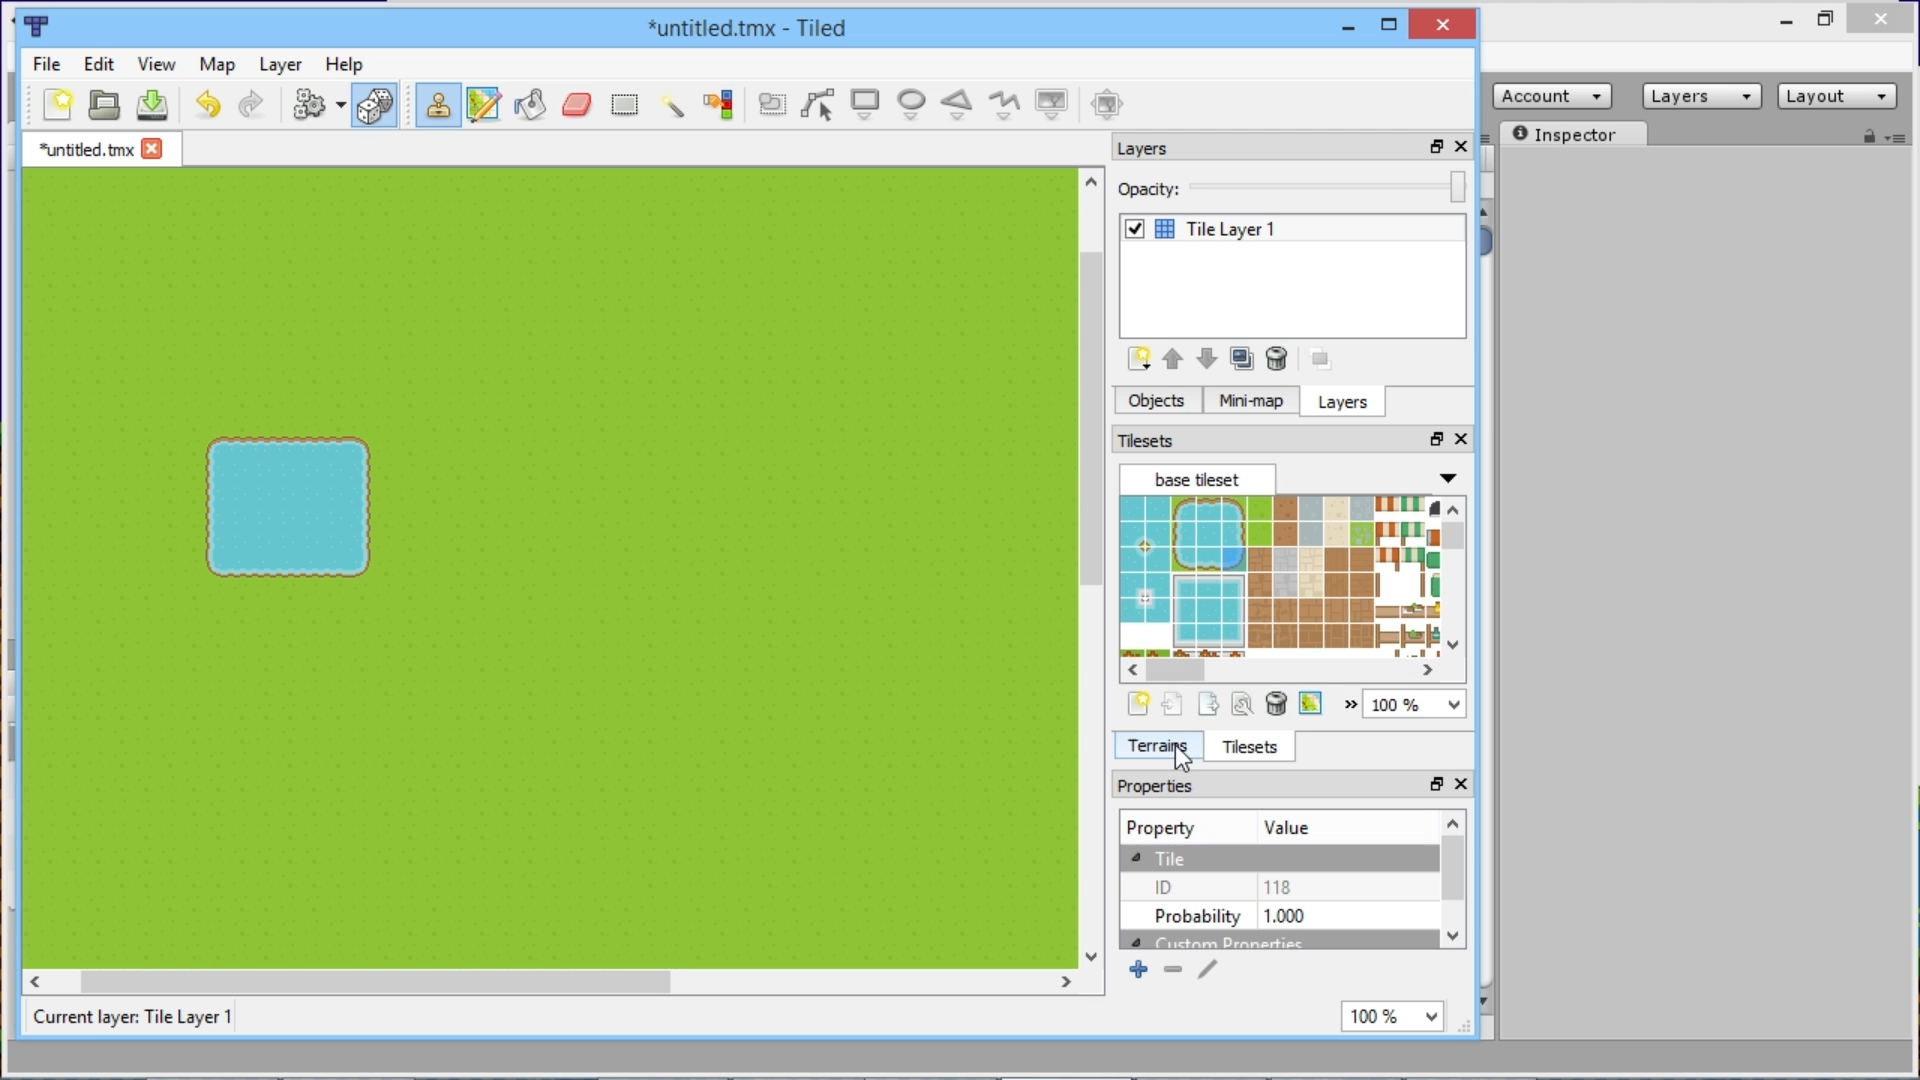 *untitled.tmx - Tiled
File Edit View Map Layer Help
Account Layers Layout
*untitled.tmx
Layers
Inspector
Opacity:
Tile Layer 1
Objects Mini-map Layers
Tilesets
base tileset
100 %
Terrains Tilesets
Properties
Property Value
Tile
ID 118
Probability 1.000
Custom Properties
Current layer: Tile Layer 1
100 %